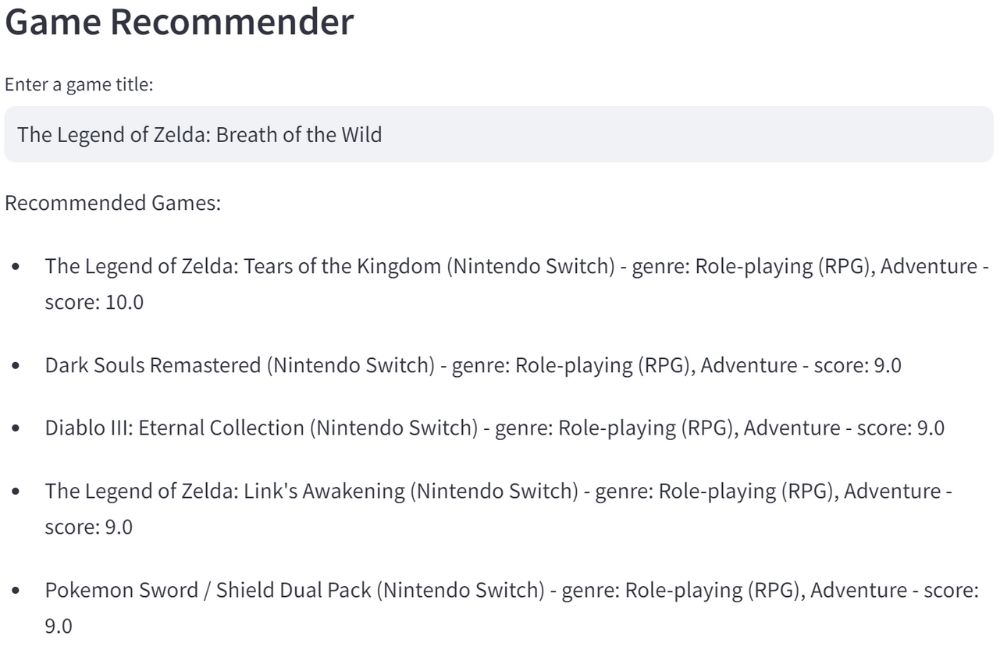 Game Recommender
Enter a game title:
The Legend of Zelda: Breath of the Wild
Recommended Games:
• The Legend of Zelda: Tears of the Kingdom (Nintendo Switch) - genre: Role-playing (RPG), Adventure -
score: 10.0
• Dark Souls Remastered (Nintendo Switch) - genre: Role-playing (RPG), Adventure - score: 9.0
• Diablo III: Eternal Collection (Nintendo Switch) - genre: Role-playing (RPG), Adventure - score: 9.0
• The Legend of Zelda: Link's Awakening (Nintendo Switch) - genre: Role-playing (RPG), Adventure -
score: 9.0
• Pokemon Sword / Shield Dual Pack (Nintendo Switch) - genre: Role-playing (RPG), Adventure - score:
9.0